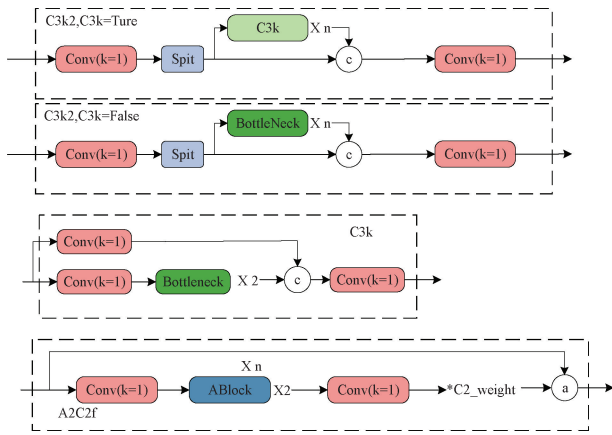 C3k2,C3k=Ture
C3k X n
Conv(k=1) Spit c Conv(k=1)
C3k2,C3k=False
BottleNeck X n
Conv(k=1) Spit c Conv(k=1)
C3k
Conv(k=1)
Conv(k=1) Bottleneck X 2 c Conv(k=1)
X n
Conv(k=1) ABlock X2 Conv(k=1) *C2_weight a
A2C2f